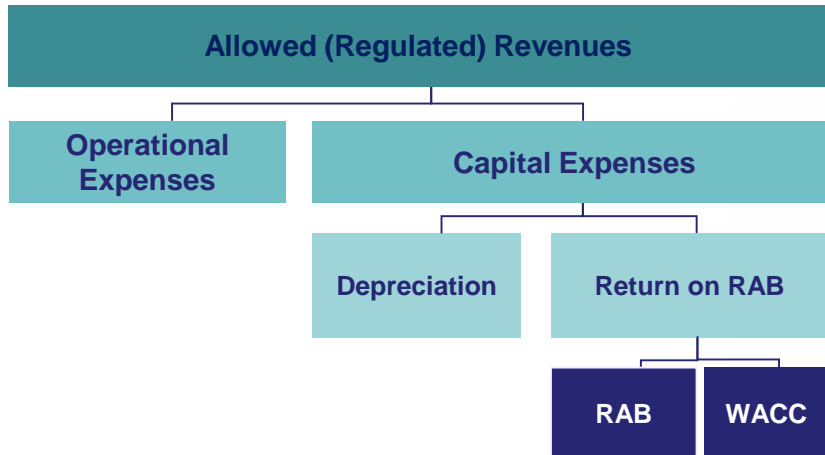 Allowed (Regulated) Revenues
Operational
Expenses
Capital Expenses
Depreciation
Return on RAB
RAB
WACC